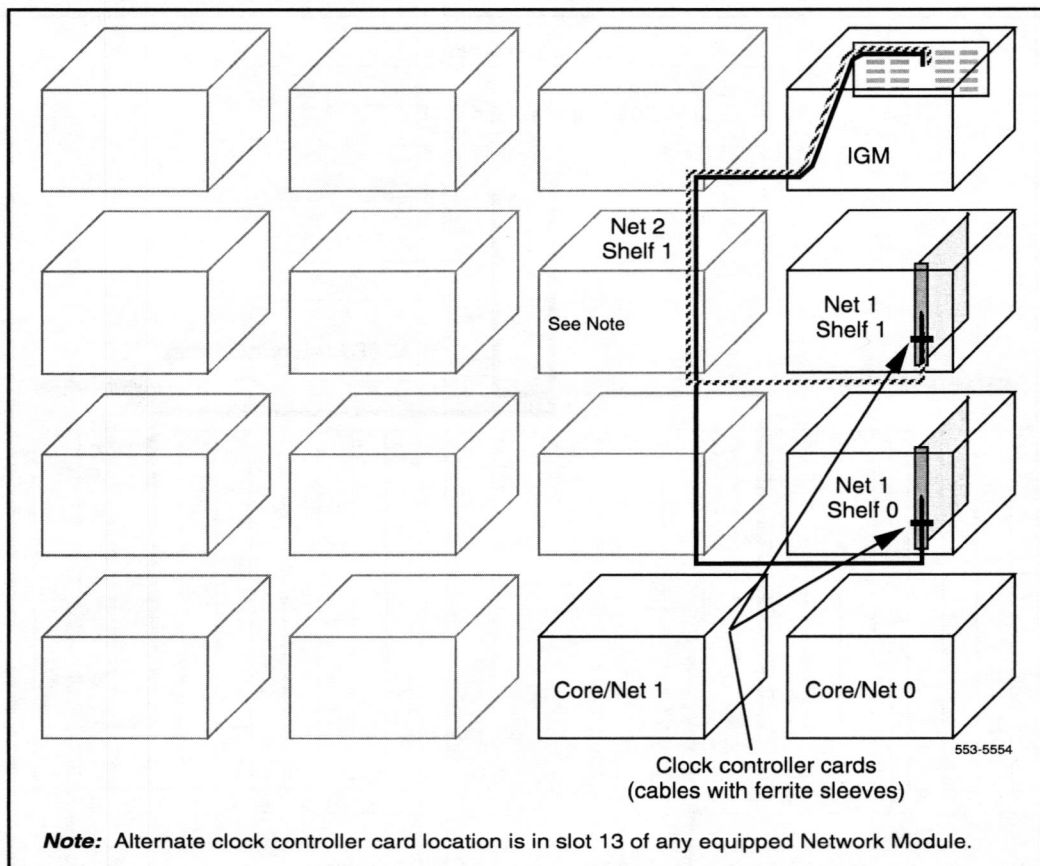 IGM
Net 2
Shelf 1
See Note
Net 1
Shelf 1
Net 1
Shelf 0
Core/Net 1
Core/Net 0
553-5554
Clock controller cards
(cables with ferrite sleeves)
Note: Alternate clock controller card location is in slot 13 of any equipped Network Module.